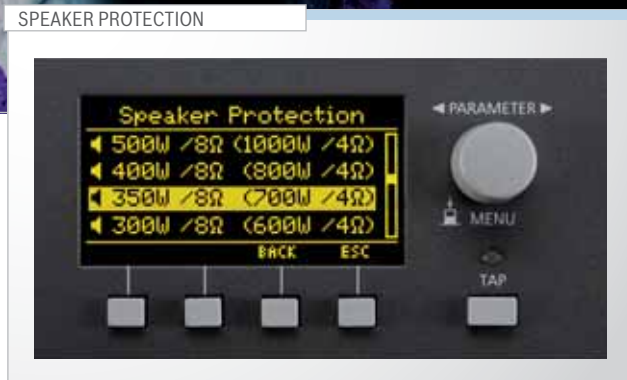 SPEAKER PROTECTION
Speaker Protection
500W /8Ω (1000W /4Ω)
400W /8Ω (800W /4Ω)
350W /8Ω (700W /4Ω)
300W /8Ω (600W /4Ω)
BACK ESC
◀ PARAMETER ▶
MENU
TAP